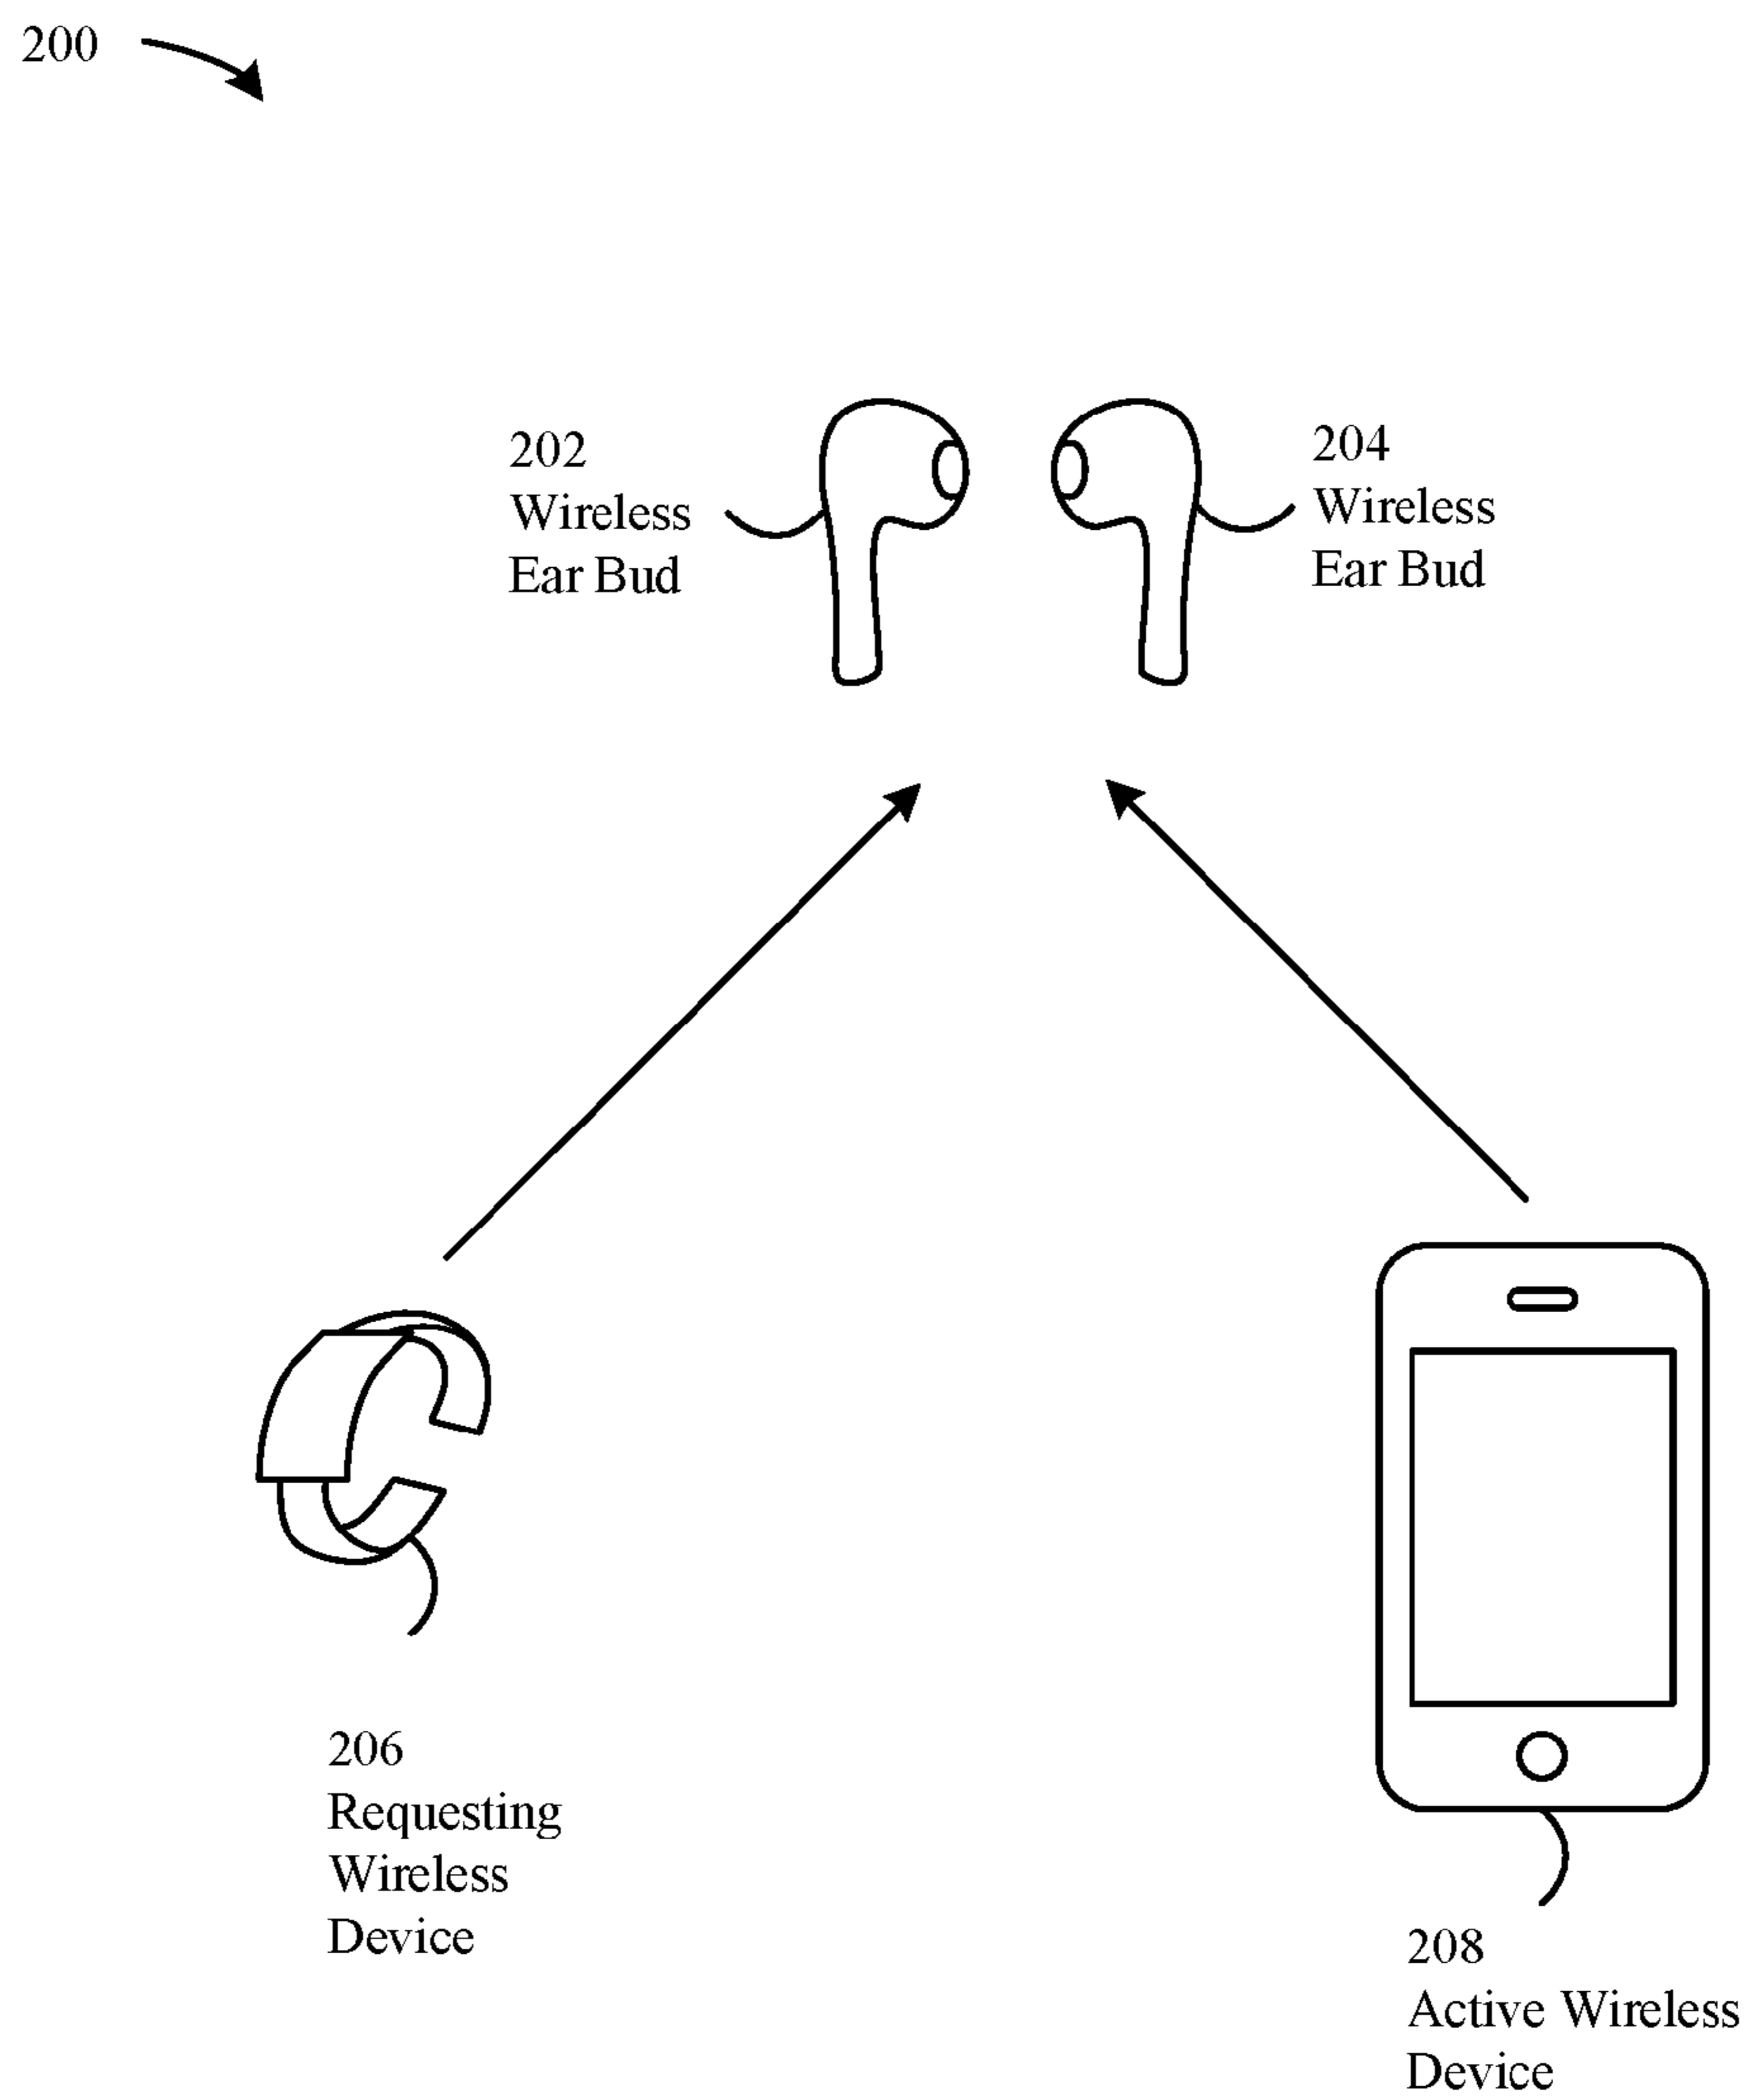 200
202
Wireless
Ear Bud
204
Wireless
Ear Bud
206
Requesting
Wireless
Device
208
Active Wireless
Device